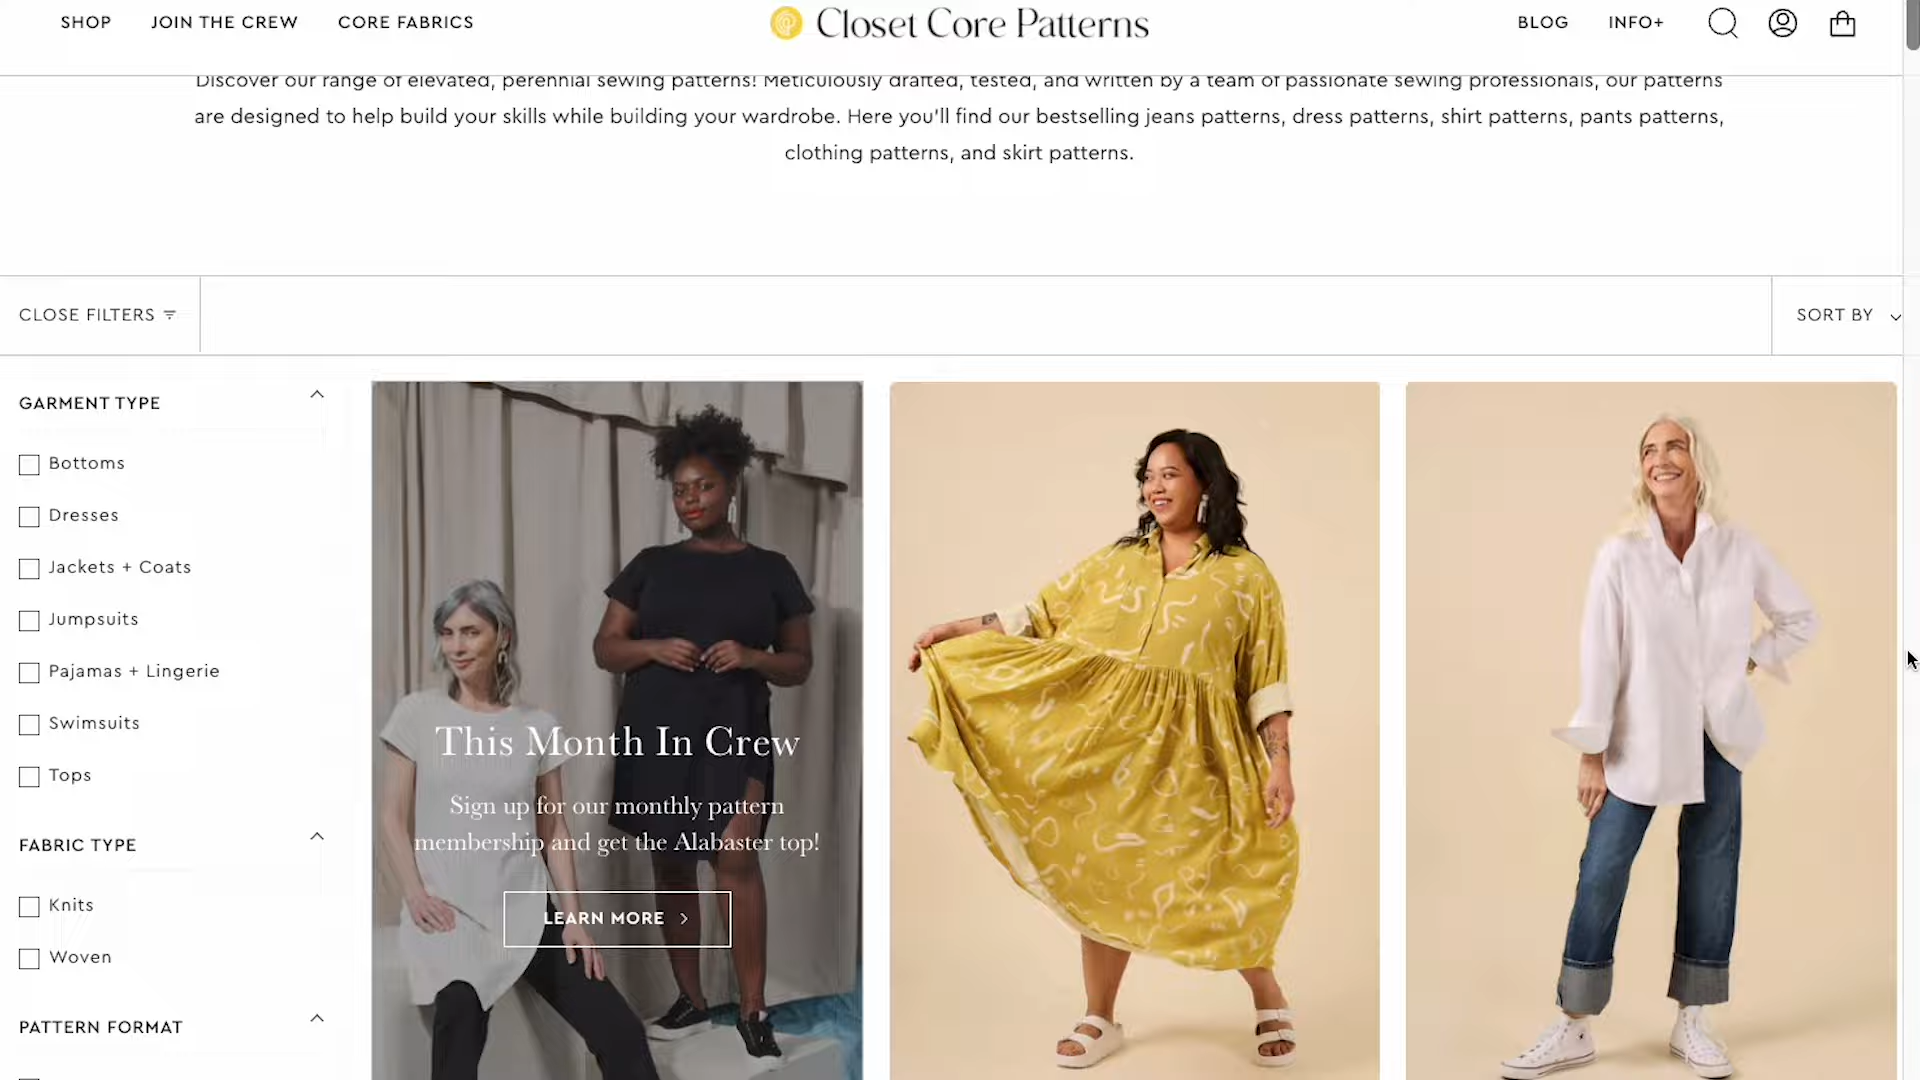 SHOP JOIN THE CREW CORE FABRICS Closet Core Patterns BLOG INFO+
Discover our range of elevated, perennial sewing patterns! Meticulously drafted, tested, and written by a team of passionate sewing professionals, our patterns
are designed to help build your skills while building your wardrobe. Here you'll find our bestselling jeans patterns, dress patterns, shirt patterns, pants patterns,
clothing patterns, and skirt patterns.
CLOSE FILTERS
SORT BY
GARMENT TYPE
Bottoms
Dresses
Jackets + Coats
Jumpsuits
Pajamas + Lingerie
Swimsuits
Tops
FABRIC TYPE
Knits
Woven
PATTERN FORMAT
This Month In Crew
Sign up for our monthly pattern
membership and get the Alabaster top!
LEARN MORE